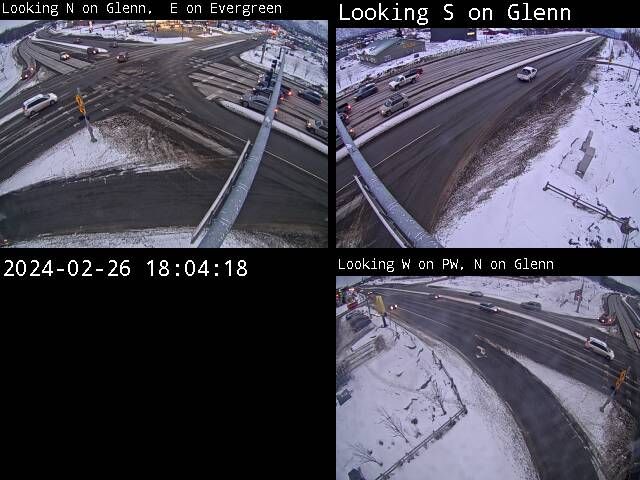 Looking N on Glenn,  E on Evergreen
Looking S on Glenn
2024-02-26 18:04:18
Looking W on PW, N on Glenn